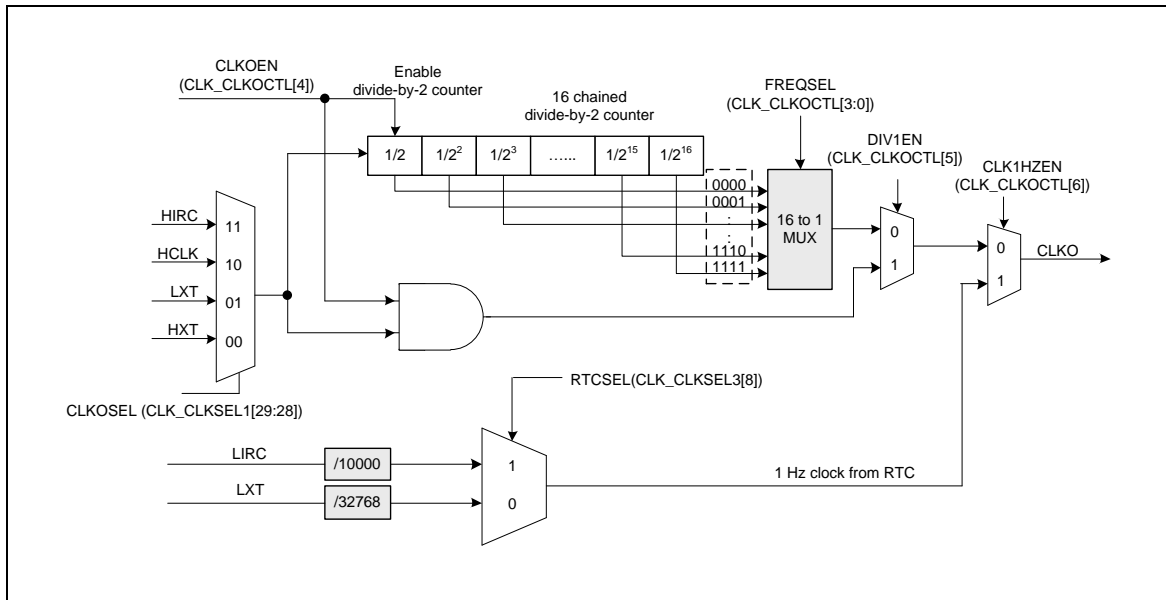 CLKOEN
(CLK_CLKOCTL[4])
Enable
divide-by-2 counter
16 chained
divide-by-2 counter
FREQSEL
(CLK_CLKOCTL[3:0])
DIV1EN
(CLK_CLKOCTL[5])
CLK1HZEN
(CLK_CLKOCTL[6])
1/2 1/2² 1/2³ …... 1/2¹⁵ 1/2¹⁶
0000
0001
:
:
1110
1111
16 to 1
MUX
0
1
0
1
CLKO
HIRC 11
HCLK 10
LXT 01
HXT 00
CLKOSEL (CLK_CLKSEL1[29:28])
RTCSEL(CLK_CLKSEL3[8])
LIRC /10000 1
LXT /32768 0
1 Hz clock from RTC